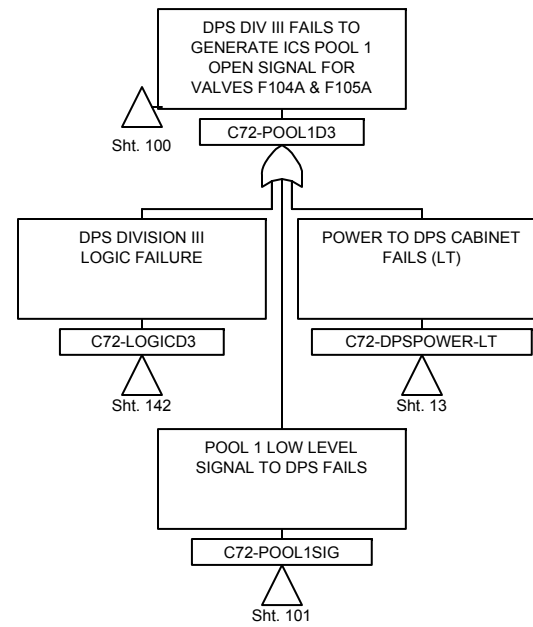 DPS DIV III FAILS TO
GENERATE ICS POOL 1
OPEN SIGNAL FOR
VALVES F104A & F105A
C72-POOL1D3
Sht. 100
DPS DIVISION III
LOGIC FAILURE
C72-LOGICD3
Sht. 142
POWER TO DPS CABINET
FAILS (LT)
C72-DPSPOWER-LT
Sht. 13
POOL 1 LOW LEVEL
SIGNAL TO DPS FAILS
C72-POOL1SIG
Sht. 101